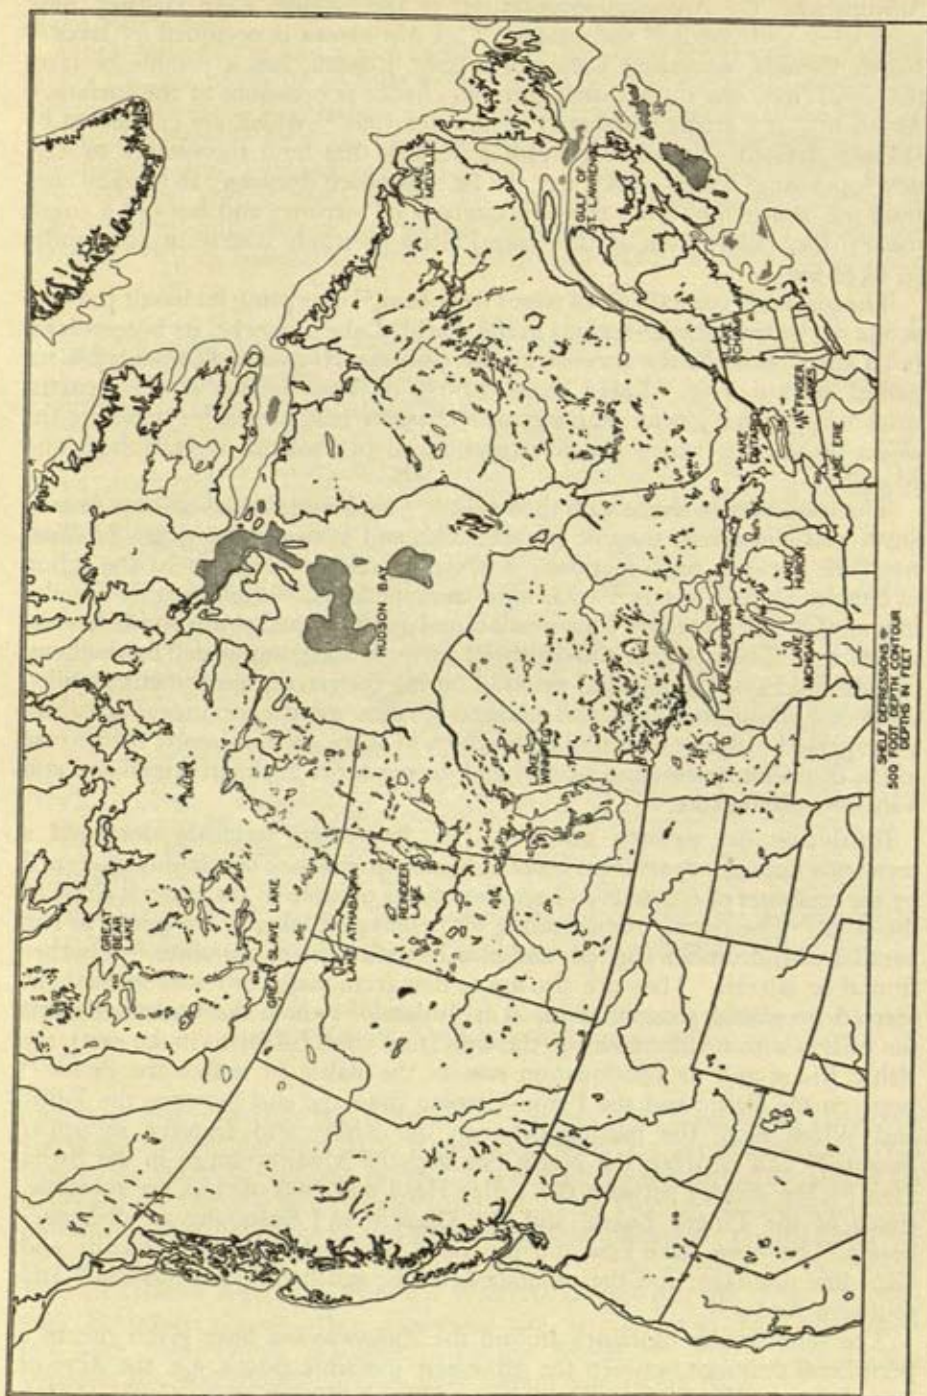 GREAT
BEAR
LAKE
GREAT SLAVE LAKE
LAKE ATHABASKA
REINDEER
LAKE
LAKE
WINNIPEG
HUDSON BAY
LAKE
MELVILLE
GULF OF
ST. LAWRENCE
LAKE
CHAMPLAIN
FINGER
LAKES
LAKE
ONTARIO
LAKE ERIE
LAKE
HURON
LAKE SUPERIOR
LAKE
MICHIGAN
SHELF DEPRESSIONS
500 FOOT DEPTH CONTOUR
DEPTHS IN FEET